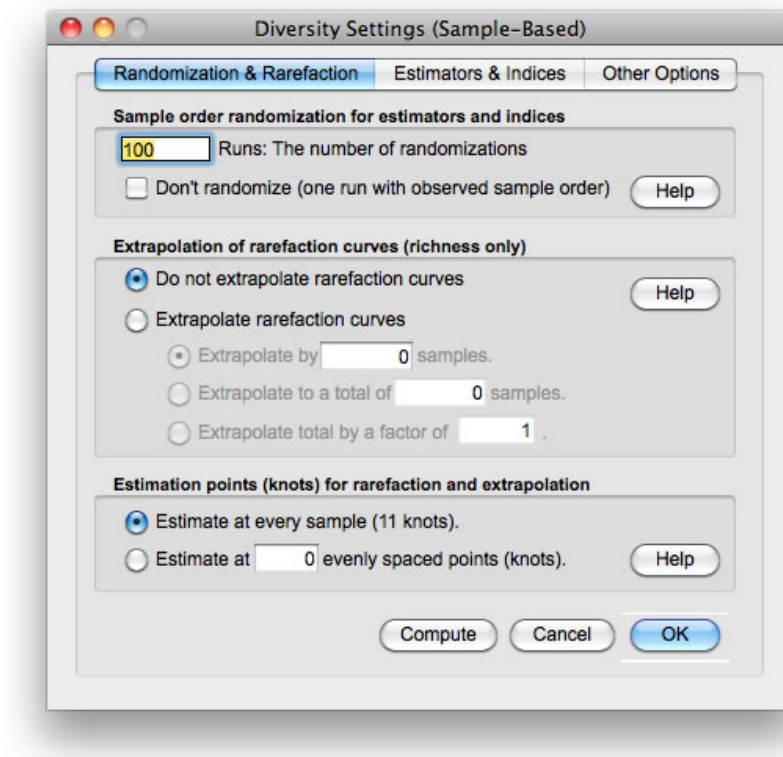 Diversity Settings (Sample-Based)
Randomization & Rarefaction Estimators & Indices Other Options
Sample order randomization for estimators and indices
100 Runs: The number of randomizations
Don't randomize (one run with observed sample order) Help
Extrapolation of rarefaction curves (richness only)
Do not extrapolate rarefaction curves
Help
Extrapolate rarefaction curves
Extrapolate by 0 samples.
Extrapolate to a total of 0 samples.
Extrapolate total by a factor of 1 .
Estimation points (knots) for rarefaction and extrapolation
Estimate at every sample (11 knots).
Estimate at 0 evenly spaced points (knots). Help
Compute Cancel OK